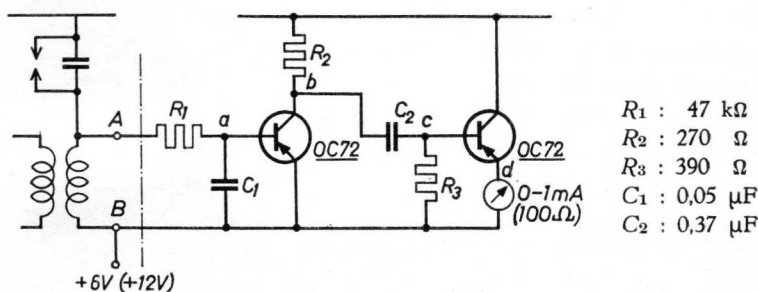 R2
b
A
R1
a
C2
c
OC72
OC72
d
C1
R3
0-1mA
(100Ω)
B
+6V (+12V)
R1 : 47 kΩ
R2 : 270 Ω
R3 : 390 Ω
C1 : 0,05 μF
C2 : 0,37 μF